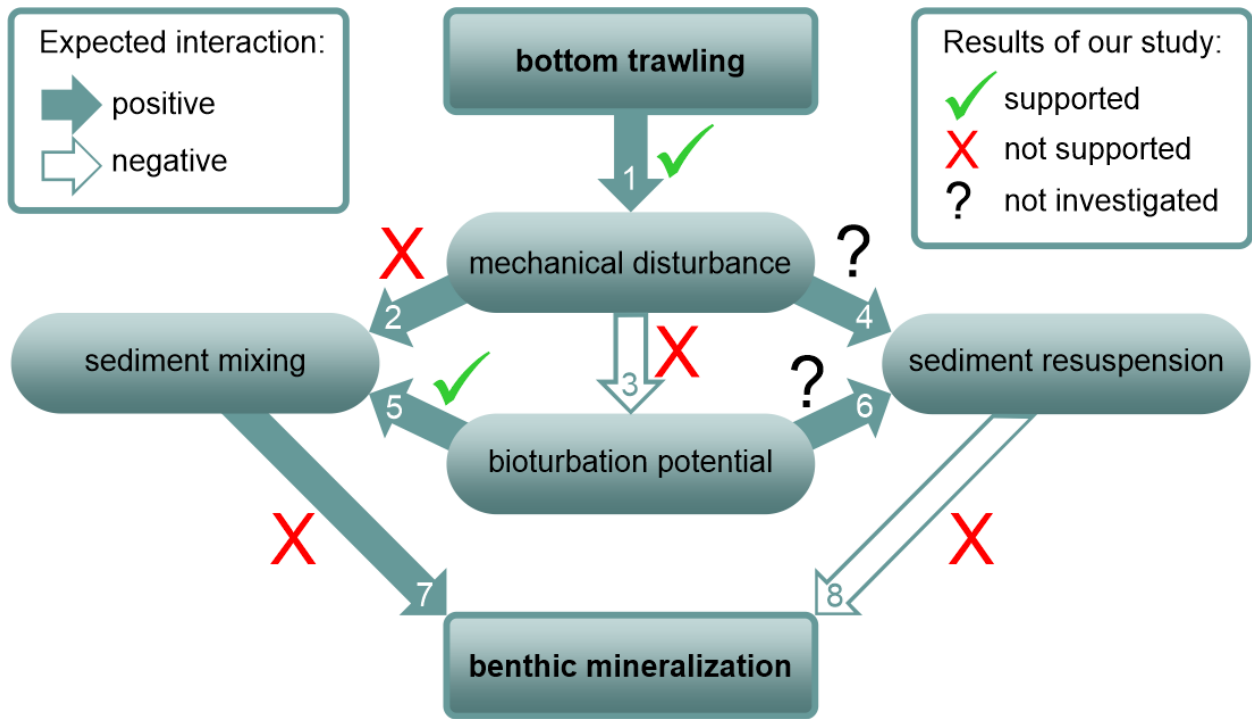 Expected interaction:
positive
negative
bottom trawling
Results of our study:
supported
not supported
? not investigated
1
mechanical disturbance
?
2
4
sediment mixing
3
sediment resuspension
?
5
6
bioturbation potential
7
8
benthic mineralization